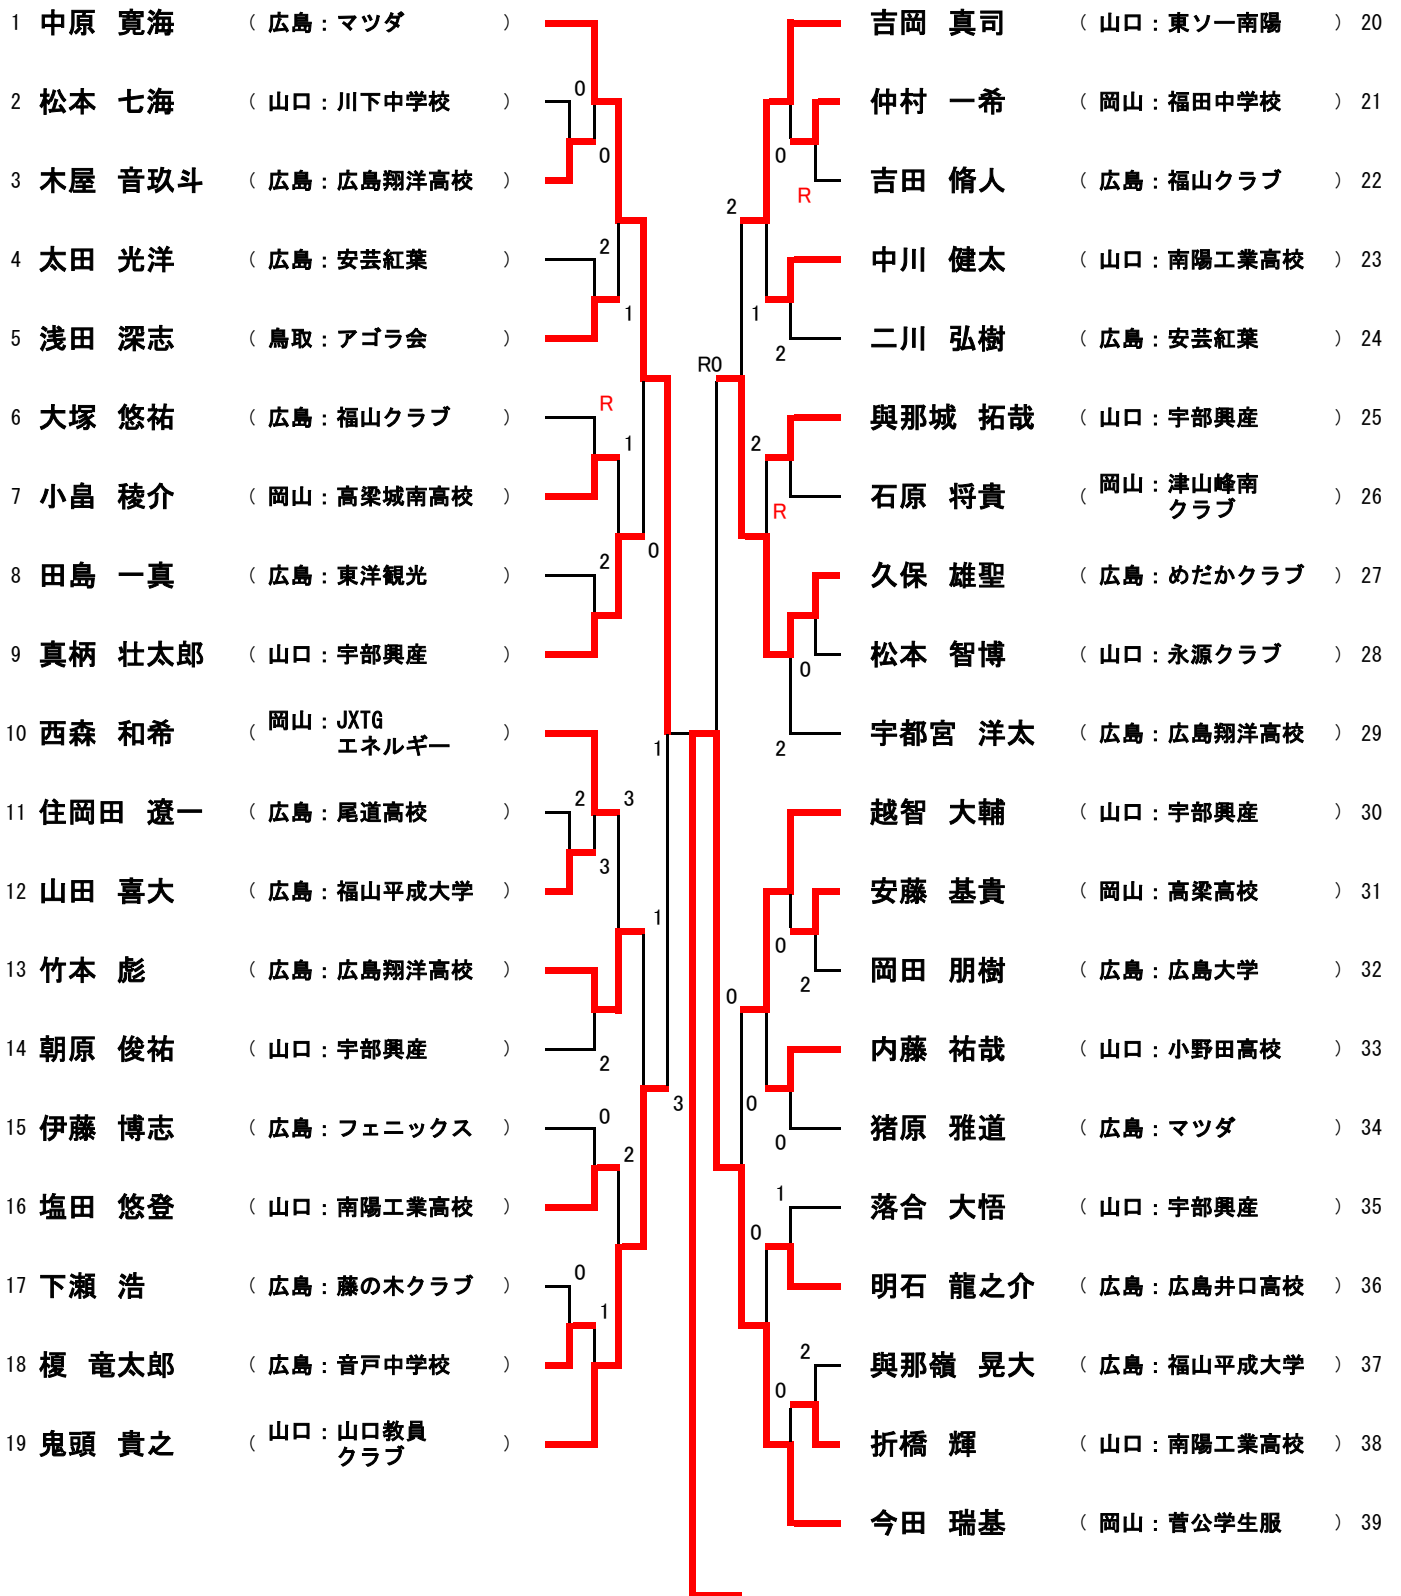 1 中原 寛海 ( 広島：マツダ )
2 松本 七海 ( 山口：川下中学校 )
3 木屋 音玖斗 ( 広島：広島翔洋高校 )
4 太田 光洋 ( 広島：安芸紅葉 )
5 浅田 深志 ( 鳥取：アゴラ会 )
6 大塚 悠祐 ( 広島：福山クラブ )
7 小畠 稜介 ( 岡山：高梁城南高校 )
8 田島 一真 ( 広島：東洋観光 )
9 真柄 壮太郎 ( 山口：宇部興産 )
10 西森 和希 ( 岡山：JXTG
エネルギー )
11 住岡田 遼一 ( 広島：尾道高校 )
12 山田 喜大 ( 広島：福山平成大学 )
13 竹本 彪 ( 広島：広島翔洋高校 )
14 朝原 俊祐 ( 山口：宇部興産 )
15 伊藤 博志 ( 広島：フェニックス )
16 塩田 悠登 ( 山口：南陽工業高校 )
17 下瀬 浩 ( 広島：藤の木クラブ )
18 榎 竜太郎 ( 広島：音戸中学校 )
19 鬼頭 貴之 ( 山口：山口教員
クラブ )
0
0
2
1
R
1
2
0
1
2
3
3
1
2
3
0
2
0
1
吉岡 真司 ( 山口：東ソー南陽 ) 20
仲村 一希 ( 岡山：福田中学校 ) 21
吉田 脩人 ( 広島：福山クラブ ) 22
中川 健太 ( 山口：南陽工業高校 ) 23
二川 弘樹 ( 広島：安芸紅葉 ) 24
與那城 拓哉 ( 山口：宇部興産 ) 25
石原 将貴 ( 岡山：津山峰南
クラブ ) 26
久保 雄聖 ( 広島：めだかクラブ ) 27
松本 智博 ( 山口：永源クラブ ) 28
宇都宮 洋太 ( 広島：広島翔洋高校 ) 29
越智 大輔 ( 山口：宇部興産 ) 30
安藤 基貴 ( 岡山：高梁高校 ) 31
岡田 朋樹 ( 広島：広島大学 ) 32
内藤 祐哉 ( 山口：小野田高校 ) 33
猪原 雅道 ( 広島：マツダ ) 34
落合 大悟 ( 山口：宇部興産 ) 35
明石 龍之介 ( 広島：広島井口高校 ) 36
與那嶺 晃大 ( 広島：福山平成大学 ) 37
折橋 輝 ( 山口：南陽工業高校 ) 38
今田 瑞基 ( 岡山：菅公学生服 ) 39
0
R
2
1
2
R0
2
R
0
2
0
2
0
0
0
1
0
2
0